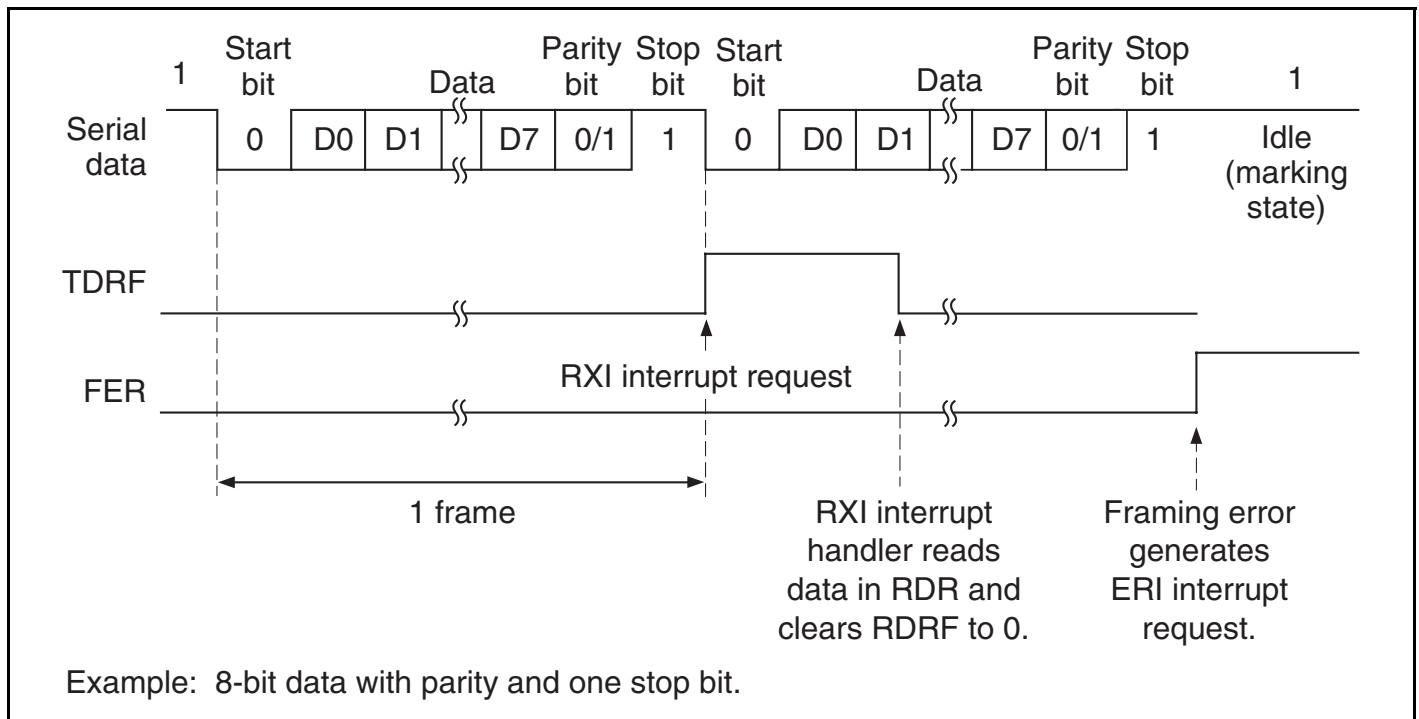 1
Start
bit
Data
Parity
bit
Stop
bit
Start
bit
Data
Parity
bit
Stop
bit
1
Serial
data
0
D0
D1
D7
0/1
1
0
D0
D1
D7
0/1
1
Idle
(marking
state)
TDRF
RXI interrupt request
FER
1 frame
RXI interrupt
handler reads
data in RDR and
clears RDRF to 0.
Framing error
generates
ERI interrupt
request.
Example: 8-bit data with parity and one stop bit.